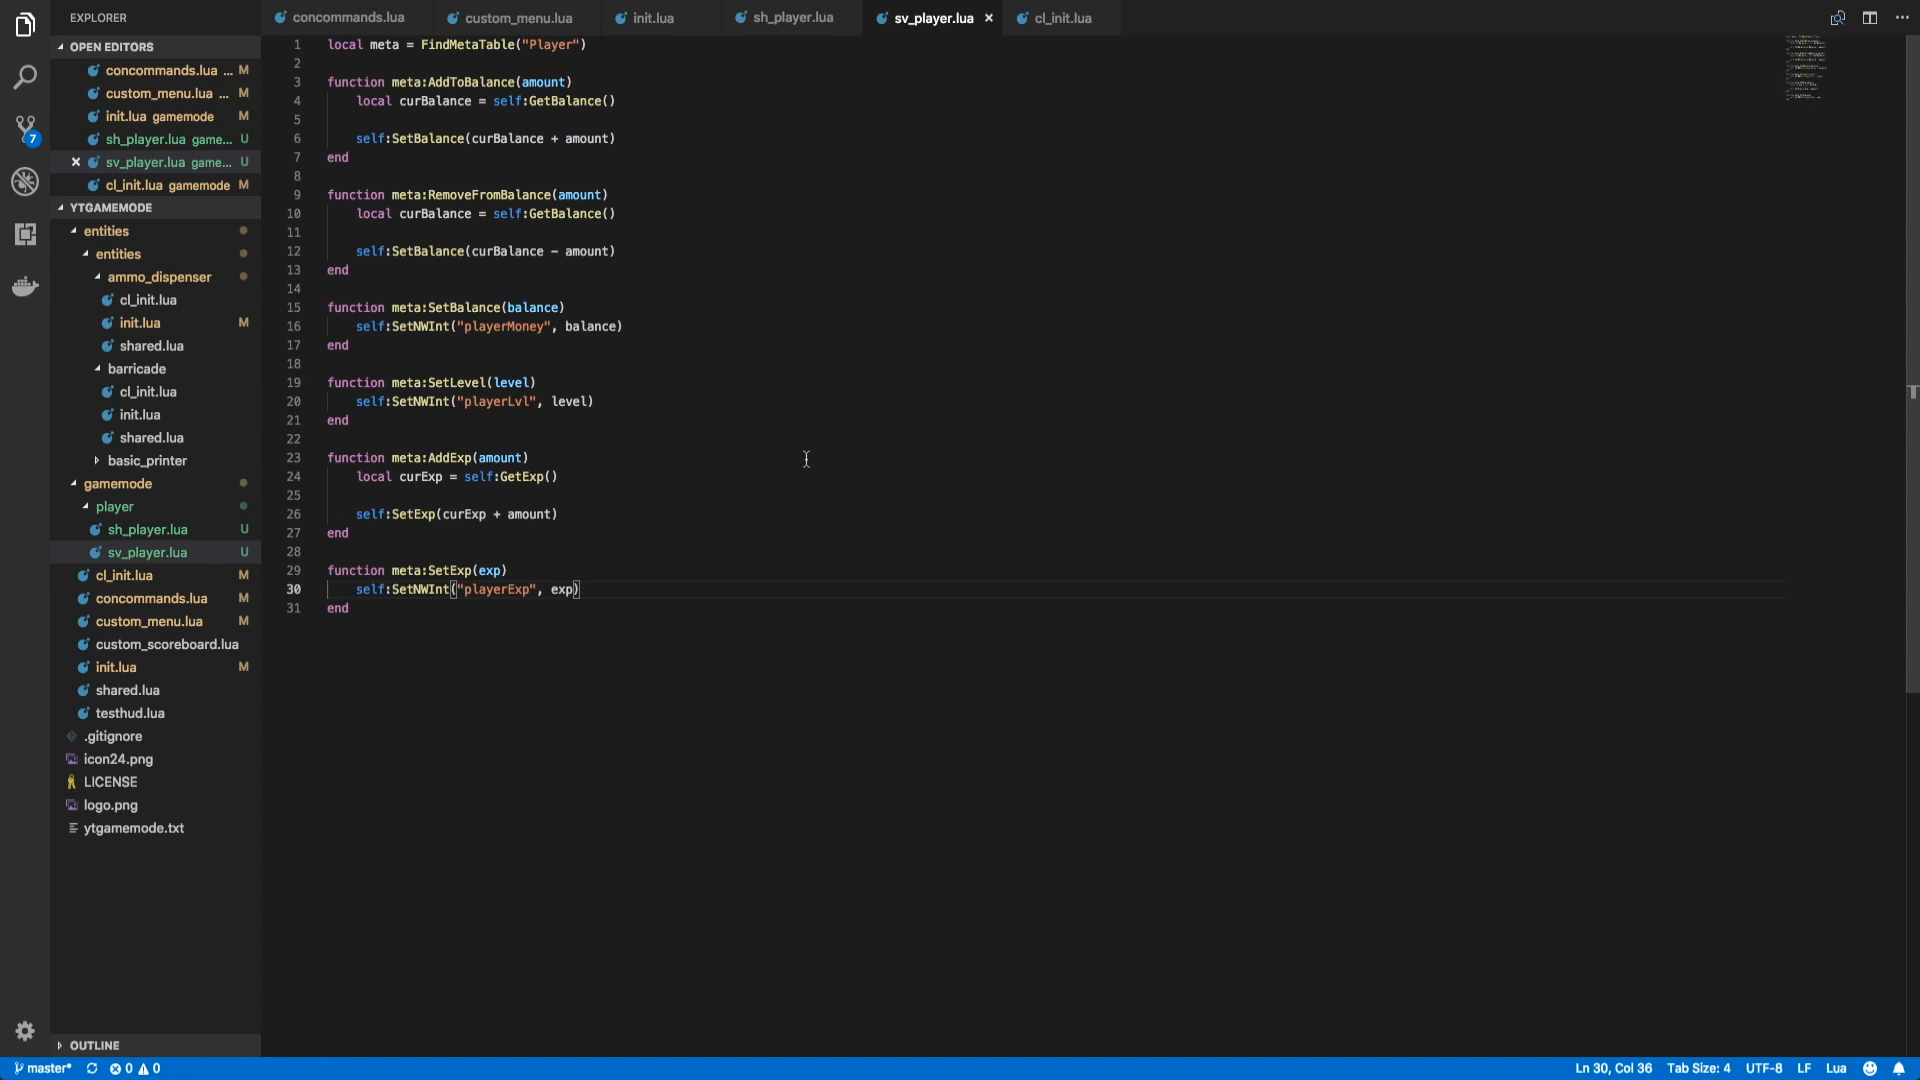 EXPLORER
OPEN EDITORS
concommands.lua ... M
custom_menu.lua ... M
init.lua gamemode M
sh_player.lua game... U
sv_player.lua game... U
cl_init.lua gamemode M
YTGAMEMODE
entities
entities
ammo_dispenser
cl_init.lua
init.lua M
shared.lua ...
barricade
cl_init.lua
init.lua
shared.lua
basic_printer
gamemode
player
sh_player.lua U
sv_player.lua U
cl_init.lua M
concommands.lua M
custom_menu.lua M
custom_scoreboard.lua
init.lua M
shared.lua
testhud.lua
.gitignore
icon24.png
LICENSE
logo.png
ytgamemode.txt
OUTLINE
7
concommands.lua custom_menu.lua init.lua sh_player.lua sv_player.lua cl_init.lua
1 local meta = FindMetaTable("Player")
2
3 function meta:AddToBalance(amount)
4 local curBalance = self:GetBalance()
5
6 self:SetBalance(curBalance + amount)
7 end
8
9 function meta:RemoveFromBalance(amount)
10 local curBalance = self:GetBalance()
11
12 self:SetBalance(curBalance - amount)
13 end
14
15 function meta:SetBalance(balance)
16 self:SetNWInt("playerMoney", balance)
17 end
18
19 function meta:SetLevel(level)
20 self:SetNWInt("playerLvl", level)
21 end
22
23 function meta:AddExp(amount)
24 local curExp = self:GetExp()
25
26 self:SetExp(curExp + amount)
27 end
28
29 function meta:SetExp(exp)
30 self:SetNWInt("playerExp", exp)
31 end
master* 0 0 Ln 30, Col 36 Tab Size: 4 UTF-8 LF Lua